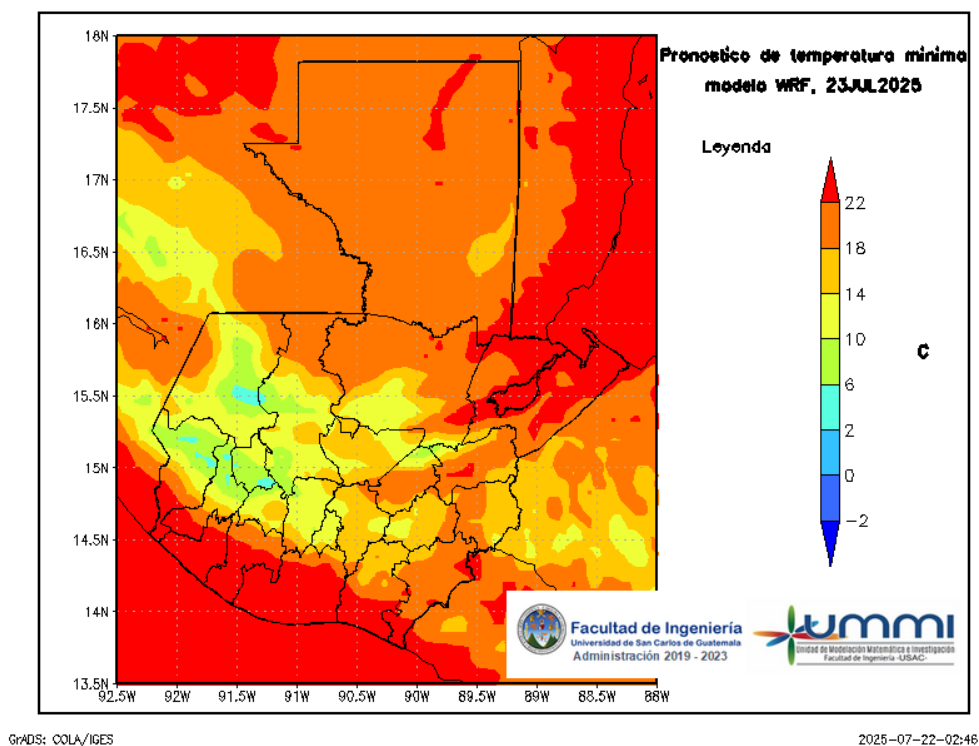 Pronostico de temperatura minima
modelo WRF, 23JUL2025
Leyenda
22
18
14
10
6
2
0
-2
C
18N
17.5N
17N
16.5N
16N
15.5N
15N
14.5N
14N
13.5N
92.5W 92W 91.5W 91W 90.5W 90W 89.5W 89W 88.5W 88W
Facultad de Ingeniería
Universidad de San Carlos de Guatemala
Administración 2019 - 2023
ummi
Unidad de Modelación Matemática e Investigación
Facultad de Ingeniería -USAC-
GrADS: COLA/IGES
2025-07-22-02:46